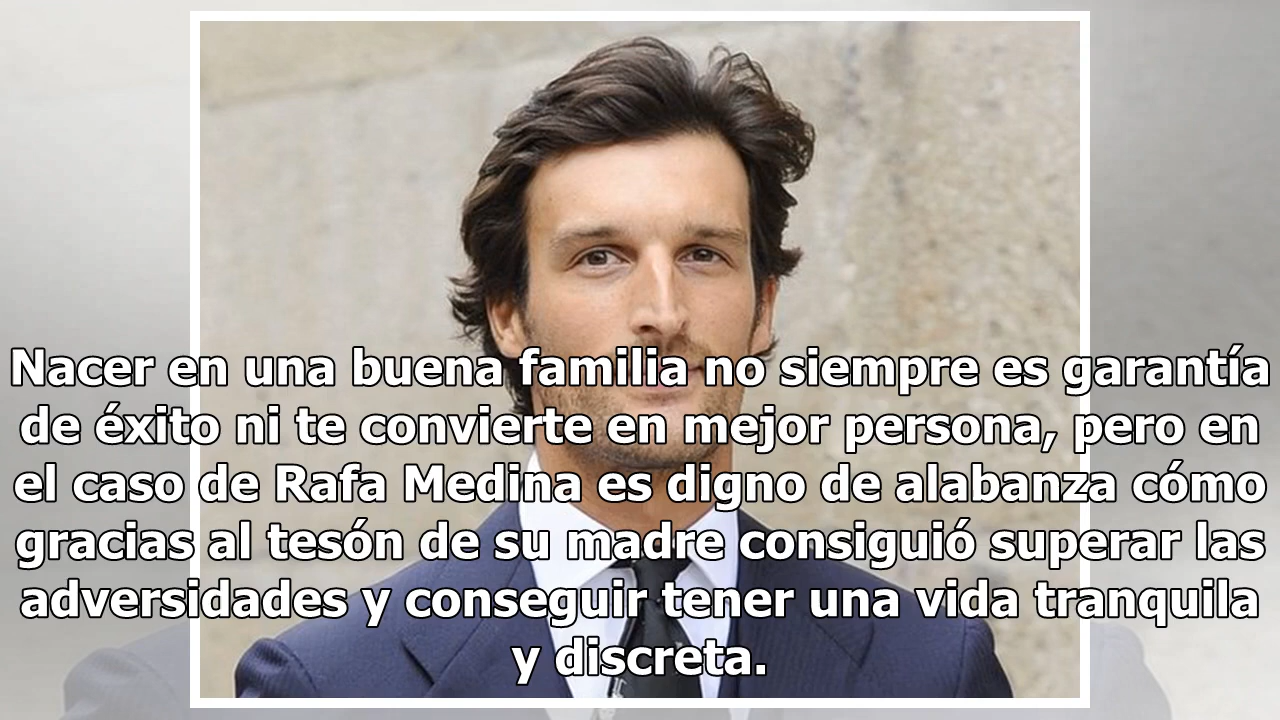 Nacer en una buena familia no siempre es garantía
de éxito ni te convierte en mejor persona, pero en
el caso de Rafa Medina es digno de alabanza cómo
gracias al tesón de su madre consiguió superar las
adversidades y conseguir tener una vida tranquila
y discreta.